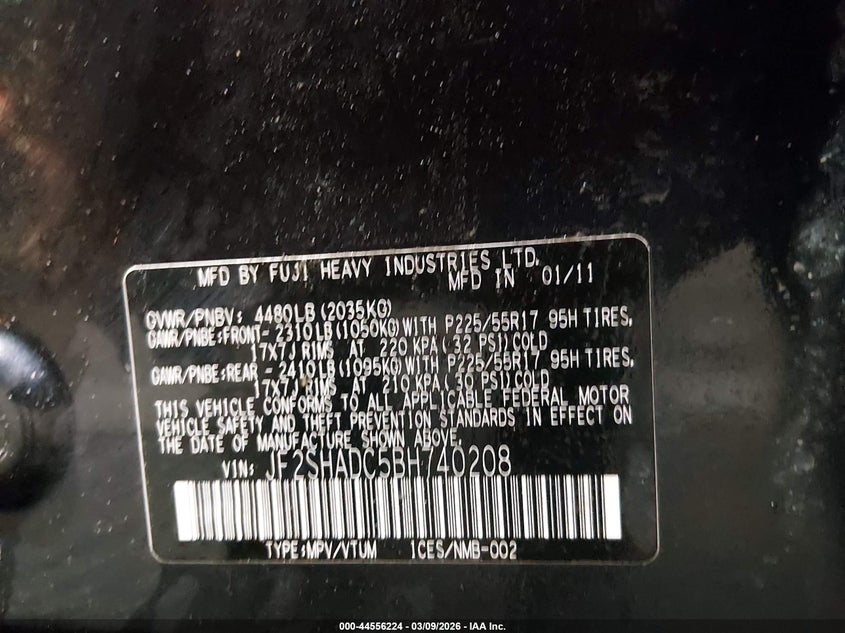 MFD BY FUJI HEAVY INDUSTRIES LTD.
MFD IN 01/11
GVWR/PNBV: 4480LB(2035KG)
GAWR/PNBE:FRONT- 2310LB(1050KG)WITH P225/55R17 95H TIRES,
17X7J RIMS AT 220 KPA(32 PSI)COLD
GAWR/PNBE:REAR - 2410LB(1095KG)WITH P225/55R17 95H TIRES,
17X7J RIMS AT 210 KPA(30 PSI)COLD
THIS VEHICLE CONFORMS TO ALL APPLICABLE FEDERAL MOTOR
VEHICLE SAFETY AND THEFT PREVENTION STANDARDS IN EFFECT ON
THE DATE OF MANUFACTURE SHOWN ABOVE.
VIN: JF2SHADC5BH740208
TYPE:MPV/VTUM 1CES/NMB-002
000-44556224 - 03/09/2026 - IAA Inc.